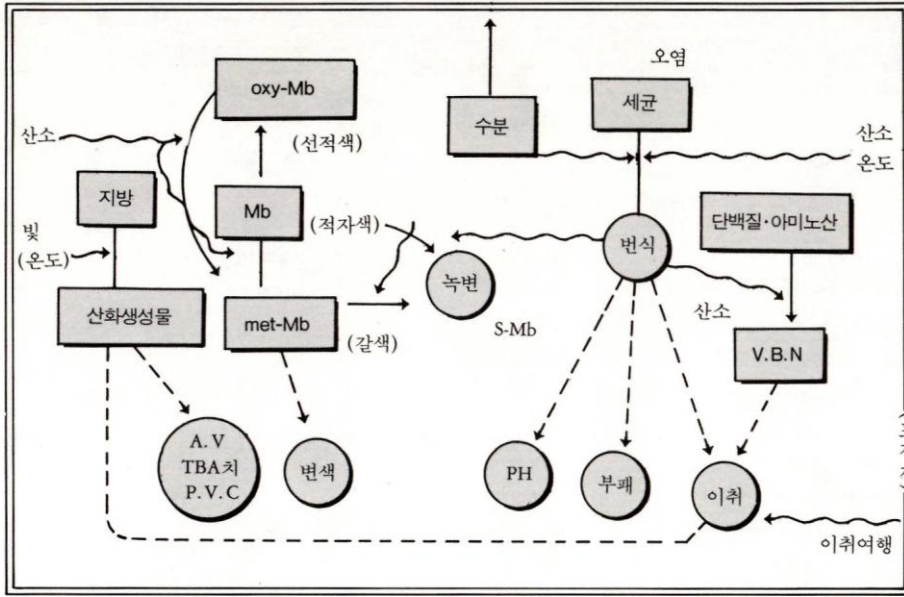 오염
oxy-Mb
세균
수분
산소
(선적색)
산소
온도
지방
Mb
(적자색)
단백질·아미노산
빛
(온도)
번식
녹변
산화생성물
met-Mb
(갈색)
S-Mb
산소
V.B.N
A.V
TBA치
P.V.C
변색
PH
부패
이취
이취여행